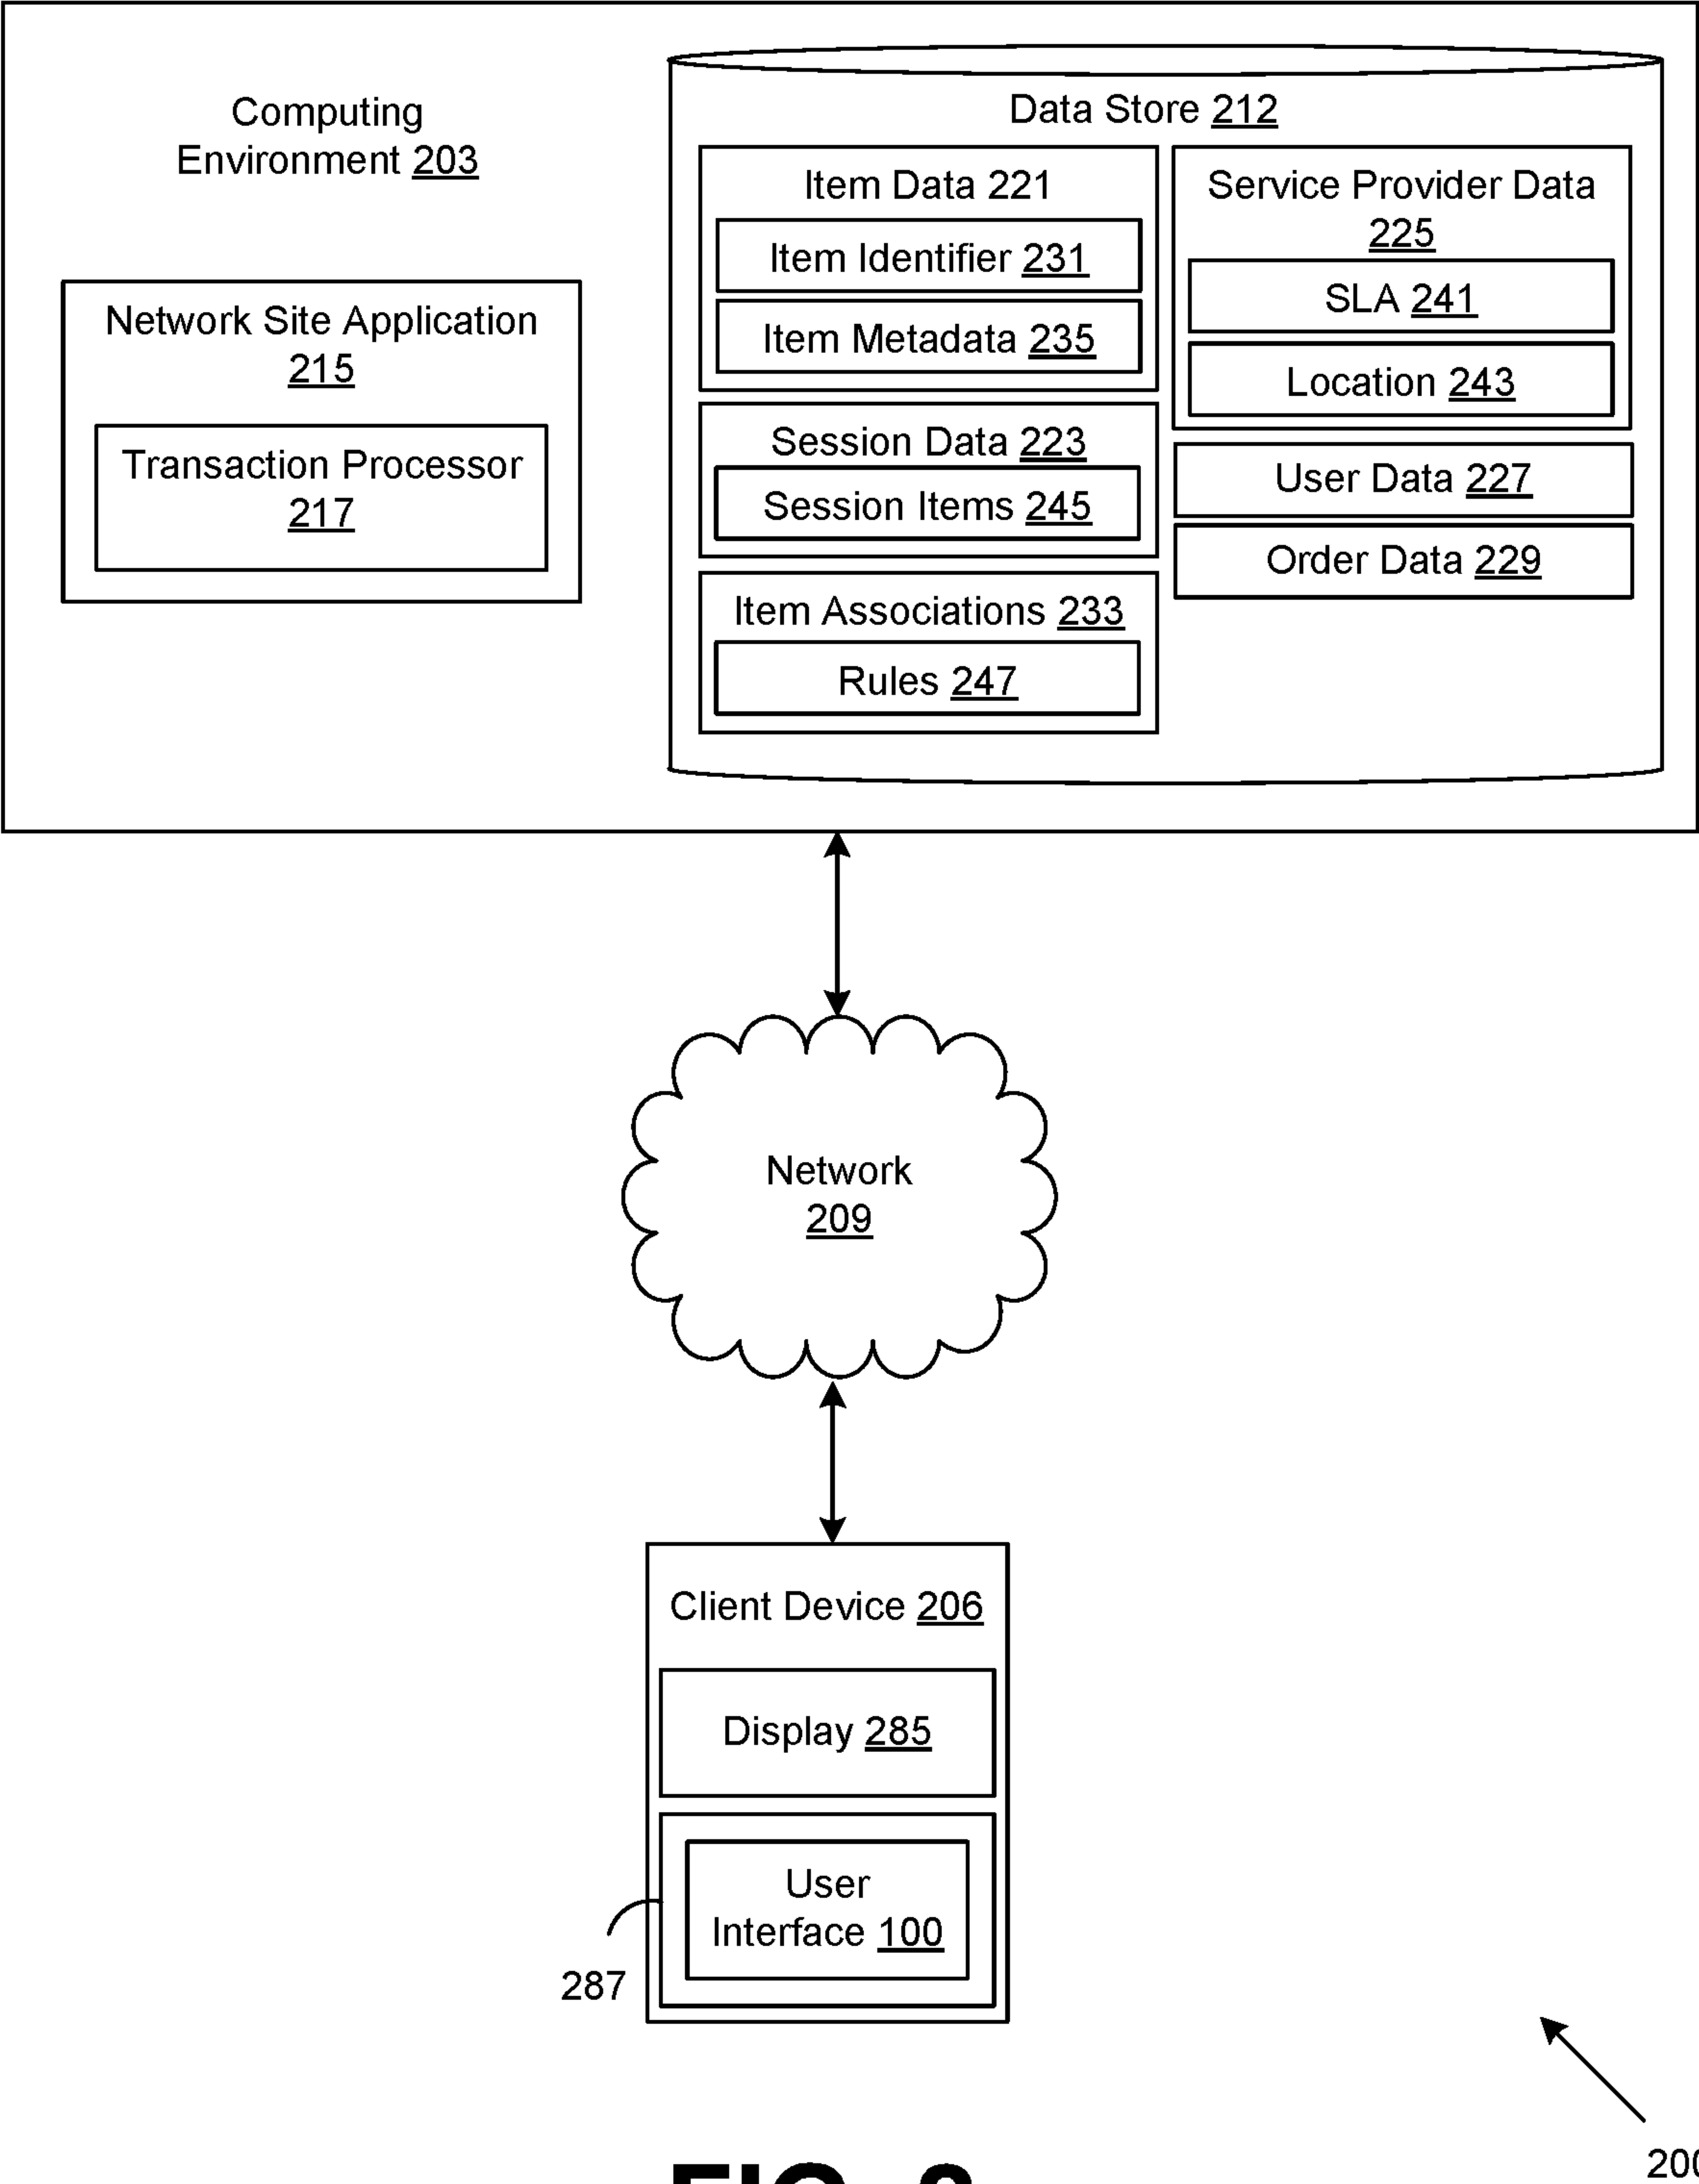 Computing
Environment 203
Network Site Application
215
Transaction Processor
217
Data Store 212
Item Data 221
Item Identifier 231
Item Metadata 235
Session Data 223
Session Items 245
Item Associations 233
Rules 247
Service Provider Data
225
SLA 241
Location 243
User Data 227
Order Data 229
Network
209
Client Device 206
Display 285
User
Interface 100
287
200
FIG. 2